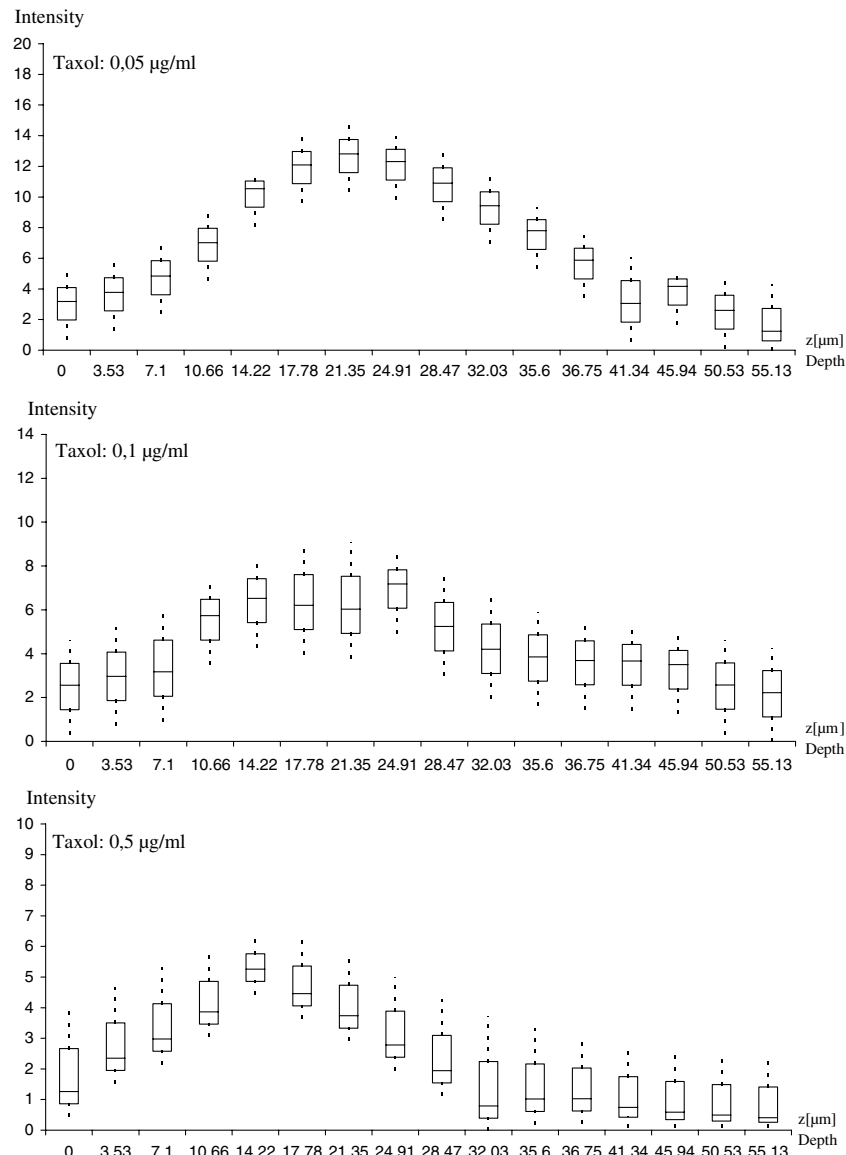 Intensity
20
Taxol: 0,05 µg/ml
18
16
14
12
10
8
6
4
2
0
z[µm]
0 3.53 7.1 10.66 14.22 17.78 21.35 24.91 28.47 32.03 35.6 36.75 41.34 45.94 50.53 55.13 Depth
Intensity
14
Taxol: 0,1 µg/ml
12
10
8
6
4
2
0
z[µm]
Depth
0 3.53 7.1 10.66 14.22 17.78 21.35 24.91 28.47 32.03 35.6 36.75 41.34 45.94 50.53 55.13
Intensity
10
Taxol: 0,5 µg/ml
9
8
7
6
5
4
3
2
1
0
z[µm]
Depth
0 3.53 7.1 10.66 14.22 17.78 21.35 24.91 28.47 32.03 35.6 36.75 41.34 45.94 50.53 55.13